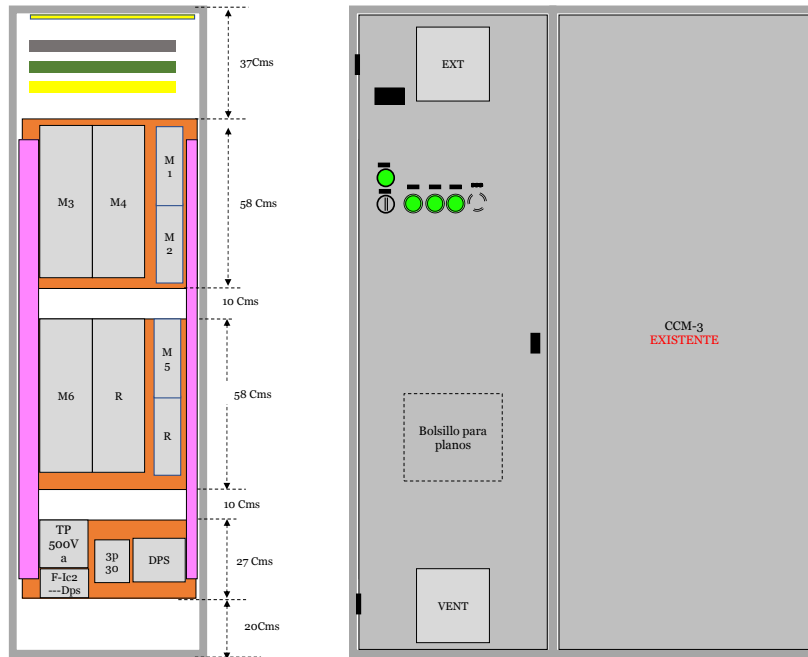 37Cms
M
1
M3
M4
M
2
58 Cms
10 Cms
M
5
M6
R
R
58 Cms
10 Cms
TP
500V
a
3p
30
DPS
F-Ic2
---Dps
27 Cms
20Cms
EXT
CCM-3
EXISTENTE
Bolsillo para
planos
VENT